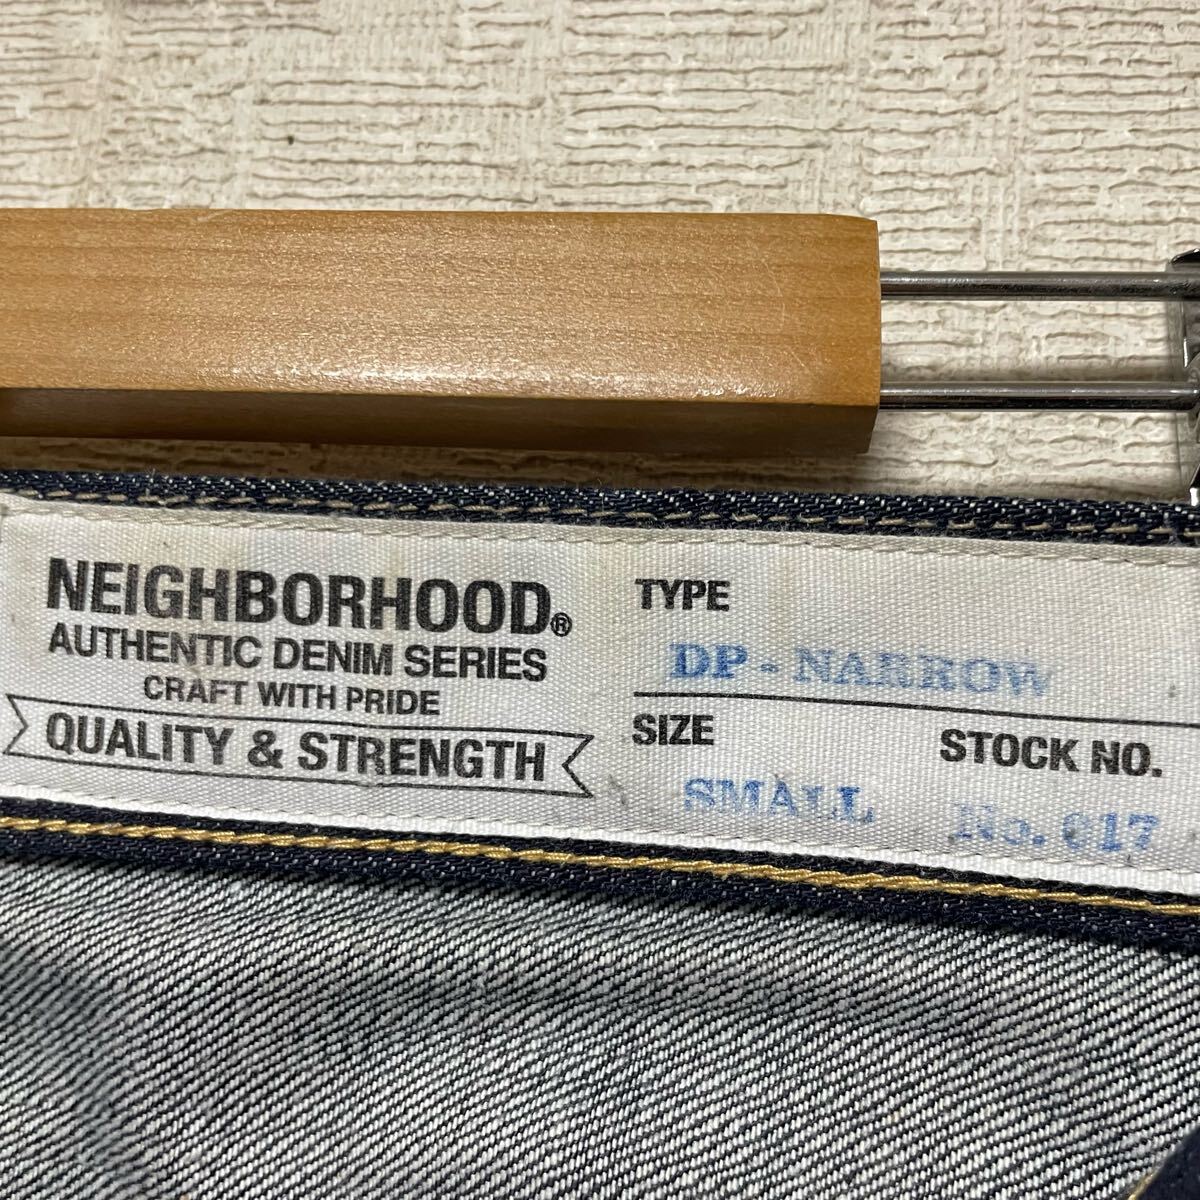 NEIGHBORHOOD®
AUTHENTIC DENIM SERIES
CRAFT WITH PRIDE
QUALITY & STRENGTH
TYPE
DP - NARROW
SIZE
SMALL
STOCK NO.
No. 017